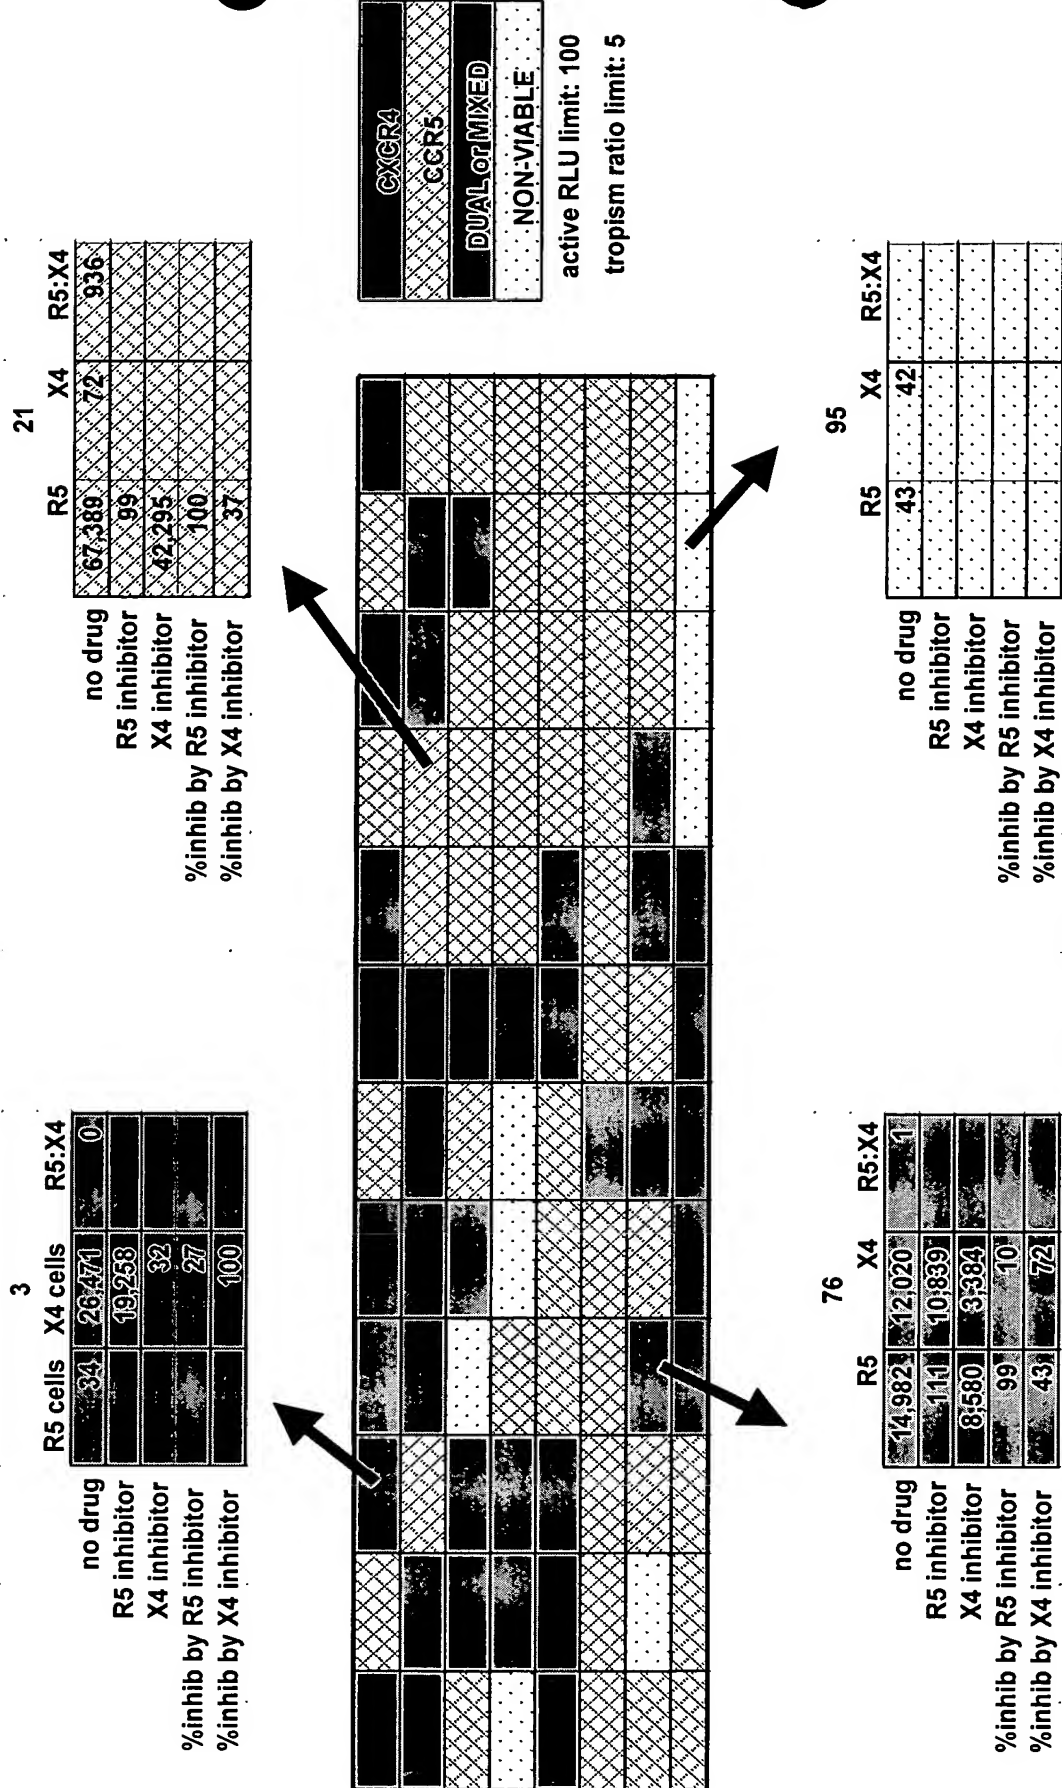 3
R5 cells X4 cells R5:X4
no drug 34 26,471 0
R5 inhibitor 19,258
X4 inhibitor 32
%inhib by R5 inhibitor 27
%inhib by X4 inhibitor 100
21
R5 X4 R5:X4
no drug 67,389 72 936
R5 inhibitor 99
X4 inhibitor 42,295
%inhib by R5 inhibitor 100
%inhib by X4 inhibitor 37
CXCR4
CCR5
DUAL or MIXED
NON-VIABLE
active RLU limit: 100
tropism ratio limit: 5
76
R5 X4 R5:X4
no drug 14,982 12,020 1
R5 inhibitor 111 10,839
X4 inhibitor 8,580 3,384
%inhib by R5 inhibitor 99 10
%inhib by X4 inhibitor 43 72
95
R5 X4 R5:X4
no drug 43 42
R5 inhibitor
X4 inhibitor
%inhib by R5 inhibitor
%inhib by X4 inhibitor